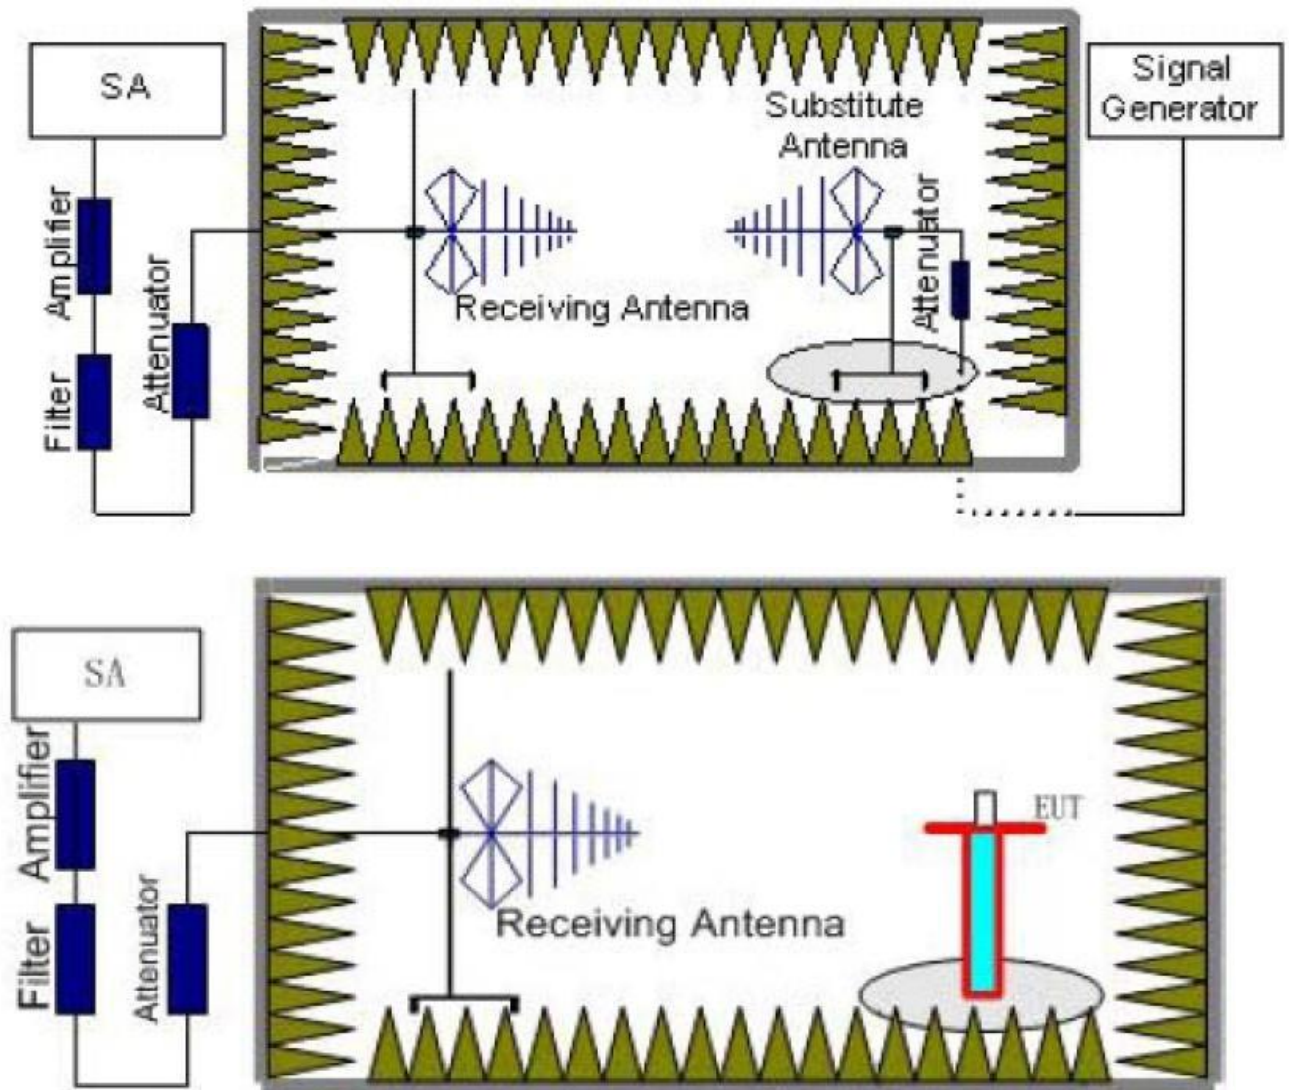 SA
Signal
Generator
Substitute
Antenna
Amplifier
Attenuator
Receiving Antenna
Attenuator
Filter
SA
Amplifier
EUT
Receiving Antenna
Filter
Attenuator